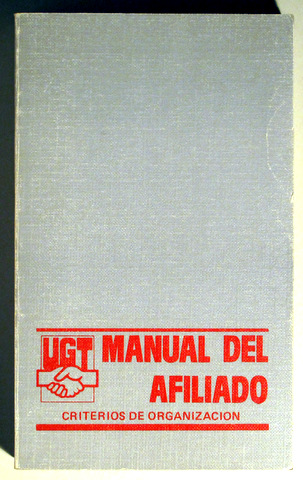 UGT MANUAL DEL
AFILIADO
CRITERIOS DE ORGANIZACION